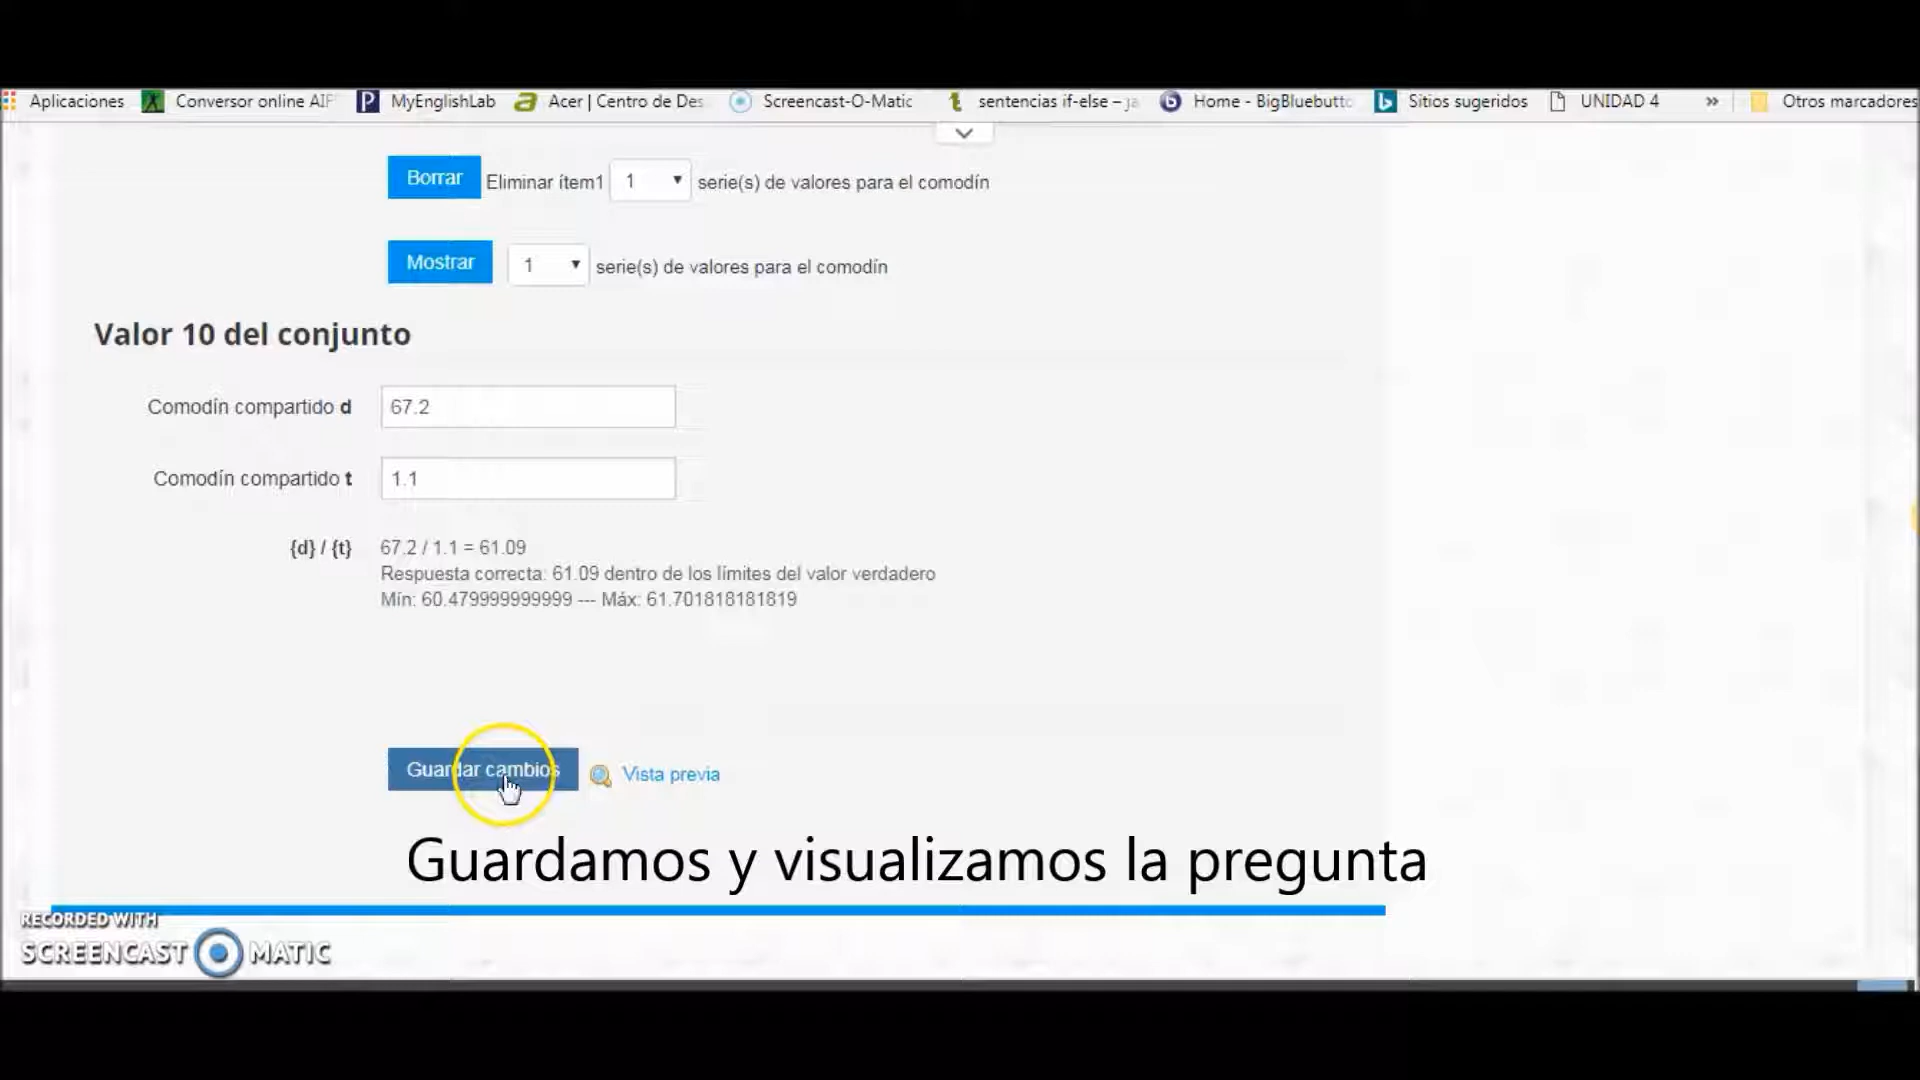 Aplicaciones Conversor online AIF MyEnglishLab Acer | Centro de Des Screencast-O-Matic sentencias if-else – ja Home - BigBluebutto Sitios sugeridos UNIDAD 4 » Otros marcadores
Borrar Eliminar ítem1 1 serie(s) de valores para el comodín
Mostrar 1 serie(s) de valores para el comodín
Valor 10 del conjunto
Comodín compartido d 67.2
Comodín compartido t 1.1
{d} / {t} 67.2 / 1.1 = 61.09
Respuesta correcta: 61.09 dentro de los límites del valor verdadero
Mín: 60.479999999999 --- Máx: 61.701818181819
Guardar cambios Vista previa
Guardamos y visualizamos la pregunta
RECORDED WITH
SCREENCAST MATIC